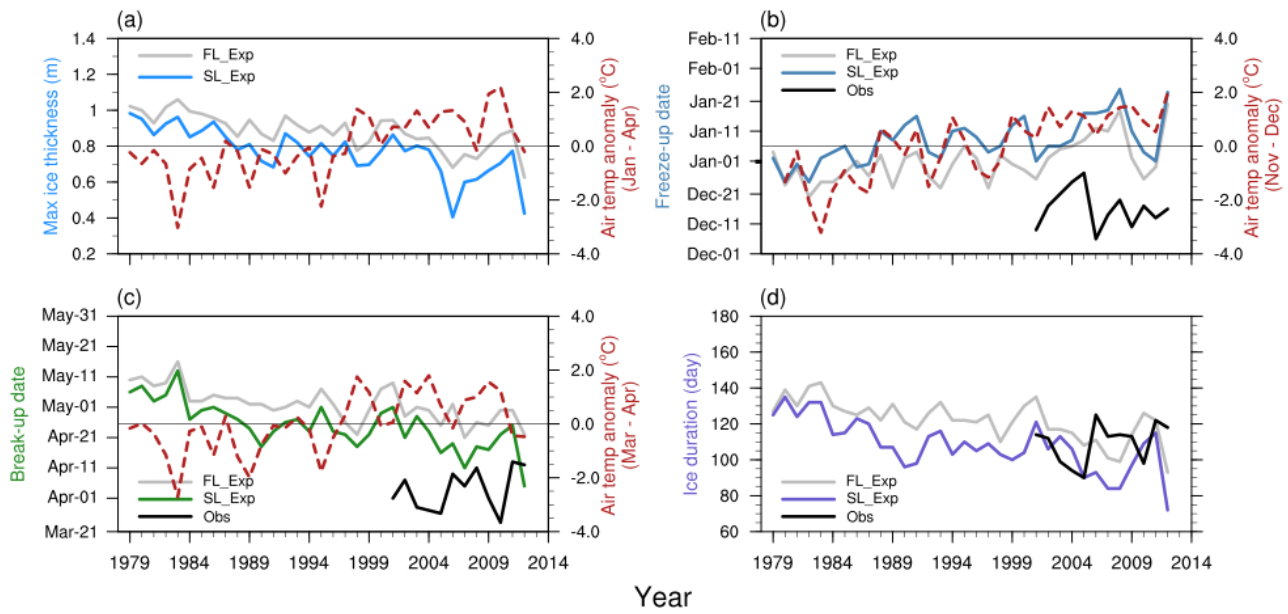 (a)
1.4
1.2
1
0.8
0.6
0.4
0.2
Max ice thickness (m)
FL_Exp
SL_Exp
4.0
2.0
0.0
-2.0
-4.0
Air temp anomaly (°C)
(Jan - Apr)
(b)
Feb-11
Feb-01
Jan-21
Jan-11
Jan-01
Dec-21
Dec-11
Dec-01
Freeze-up date
FL_Exp
SL_Exp
Obs
4.0
2.0
0.0
-2.0
-4.0
Air temp anomaly (°C)
(Nov - Dec)
(c)
May-31
May-21
May-11
May-01
Apr-21
Apr-11
Apr-01
Mar-21
Break-up date
FL_Exp
SL_Exp
Obs
4.0
2.0
0.0
-2.0
-4.0
Air temp anomaly (°C)
(Mar - Apr)
1979 1984 1989 1994 1999 2004 2009 2014
(d)
180
160
140
120
100
80
60
Ice duration (day)
FL_Exp
SL_Exp
Obs
1979 1984 1989 1994 1999 2004 2009 2014
Year